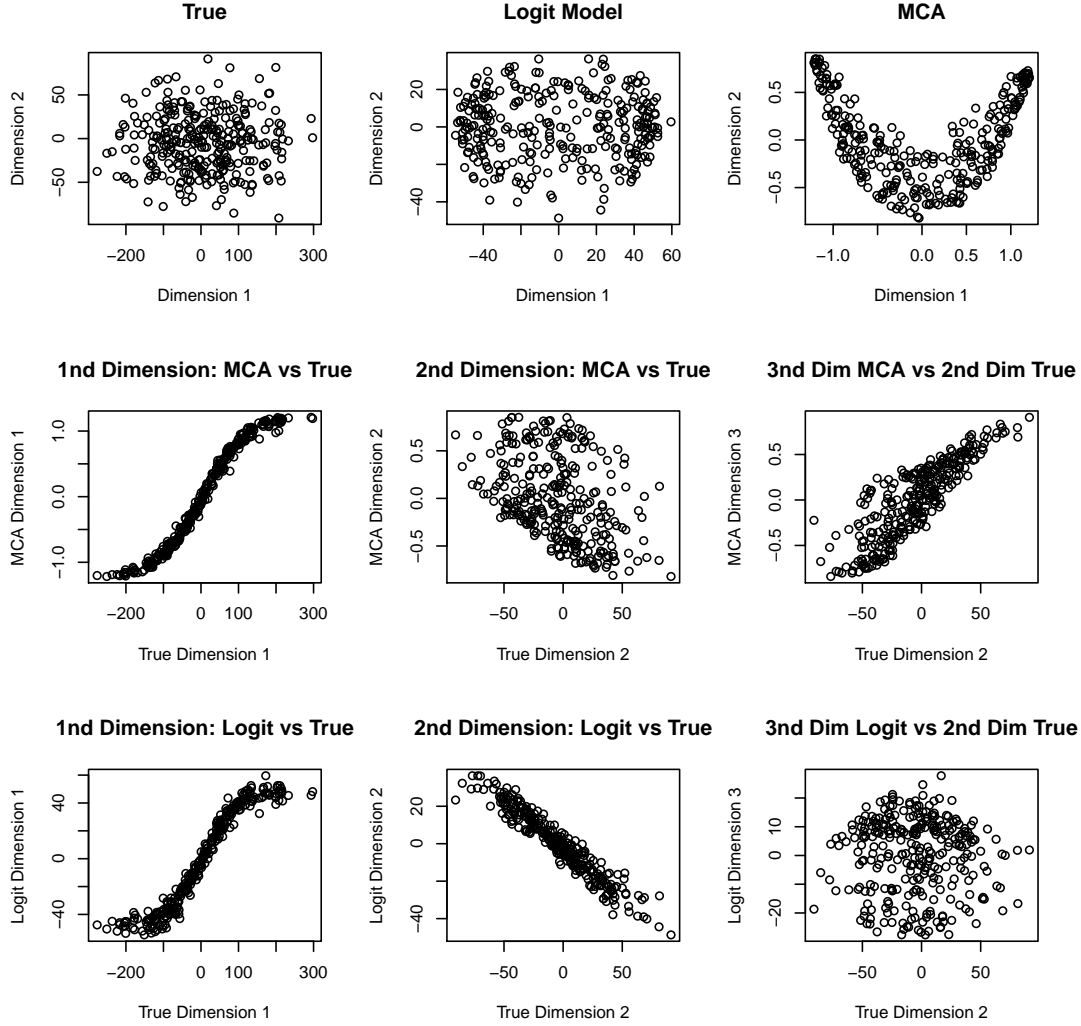 True
Logit Model
MCA
Dimension 2
50
0
−50
−200
0
100
300
Dimension 1
Dimension 2
20
0
−40
−40
0
20
40
60
Dimension 1
Dimension 2
0.5
0.0
−0.5
−1.0
0.0
0.5
1.0
Dimension 1
1nd Dimension: MCA vs True
2nd Dimension: MCA vs True
3nd Dim MCA vs 2nd Dim True
MCA Dimension 1
1.0
0.0
−1.0
−200
0
100
300
True Dimension 1
MCA Dimension 2
0.5
0.0
−0.5
−50
0
50
True Dimension 2
MCA Dimension 3
0.5
−0.5
−50
0
50
True Dimension 2
1nd Dimension: Logit vs True
2nd Dimension: Logit vs True
3nd Dim Logit vs 2nd Dim True
Logit Dimension 1
40
0
−40
−200
0
100
300
True Dimension 1
Logit Dimension 2
20
0
−40
−50
0
50
True Dimension 2
Logit Dimension 3
10
0
−20
−50
0
50
True Dimension 2